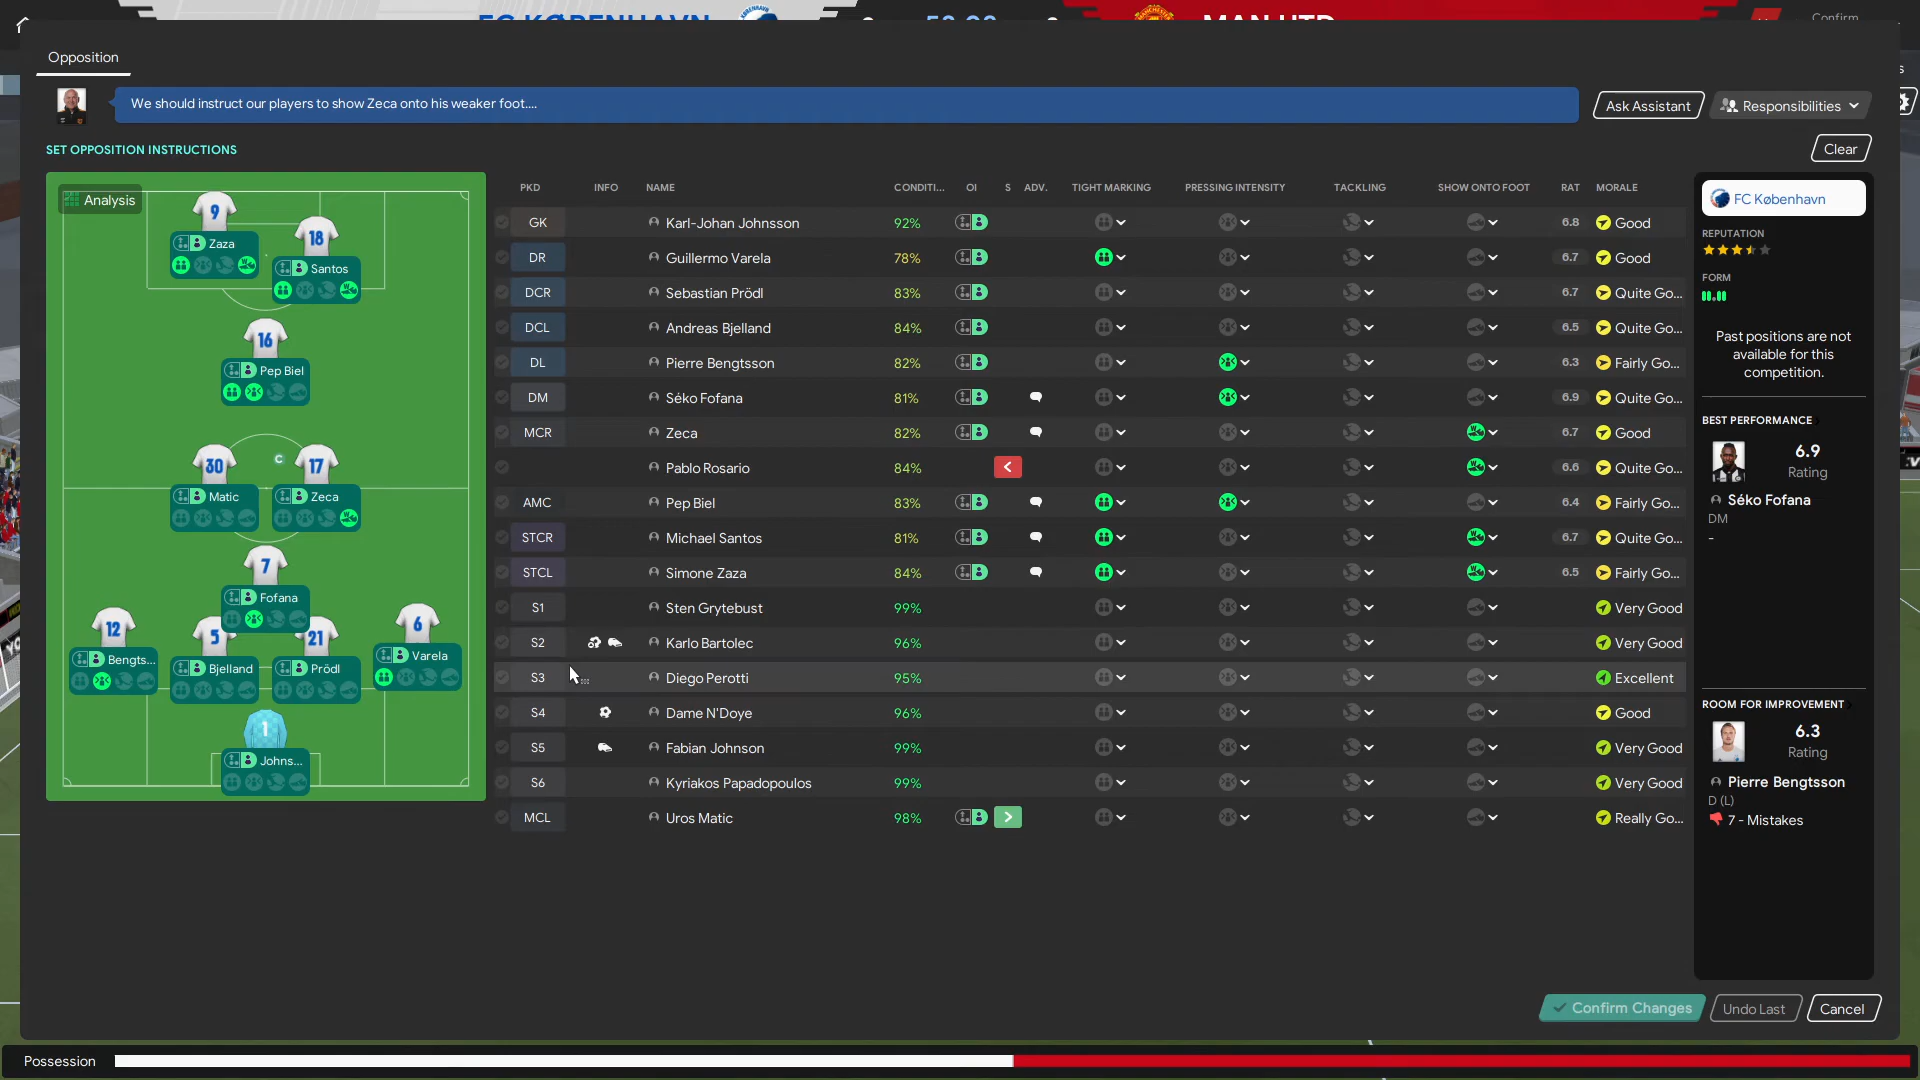 FC KØBENHAVN
MAN UTD
Confirm
Opposition
We should instruct our players to show Zeca onto his weaker foot....
Ask Assistant
Responsibilities
SET OPPOSITION INSTRUCTIONS
Clear
Analysis
9
Zaza
18
Santos
16
Pep Biel
30
C
17
Matic
Zeca
7
Fofana
12
5
21
6
Bengts...
Bjelland
Prödl
Varela
1
Johns...
PKD INFO NAME CONDITI... OI S ADV. TIGHT MARKING PRESSING INTENSITY TACKLING SHOW ONTO FOOT RAT MORALE
GK Karl-Johan Johnsson 92% 6.8 Good
DR Guillermo Varela 78% 6.7 Good
DCR Sebastian Prödl 83% 6.7 Quite Go...
DCL Andreas Bjelland 84% 6.5 Quite Go...
DL Pierre Bengtsson 82% 6.3 Fairly Go...
DM Séko Fofana 81% 6.9 Quite Go...
MCR Zeca 82% 6.7 Good
Pablo Rosario 84% 6.6 Quite Go...
AMC Pep Biel 83% 6.4 Fairly Go...
STCR Michael Santos 81% 6.7 Quite Go...
STCL Simone Zaza 84% 6.5 Fairly Go...
S1 Sten Grytebust 99% Very Good
S2 Karlo Bartolec 96% Very Good
S3 Diego Perotti 95% Excellent
S4 Dame N'Doye 96% Good
S5 Fabian Johnson 99% Very Good
S6 Kyriakos Papadopoulos 99% Very Good
MCL Uros Matic 98% Really Go...
FC København
REPUTATION
FORM
Past positions are not
available for this
competition.
BEST PERFORMANCE
6.9
Rating
Séko Fofana
DM
-
ROOM FOR IMPROVEMENT
6.3
Rating
Pierre Bengtsson
D (L)
7 - Mistakes
Confirm Changes
Undo Last
Cancel
Possession